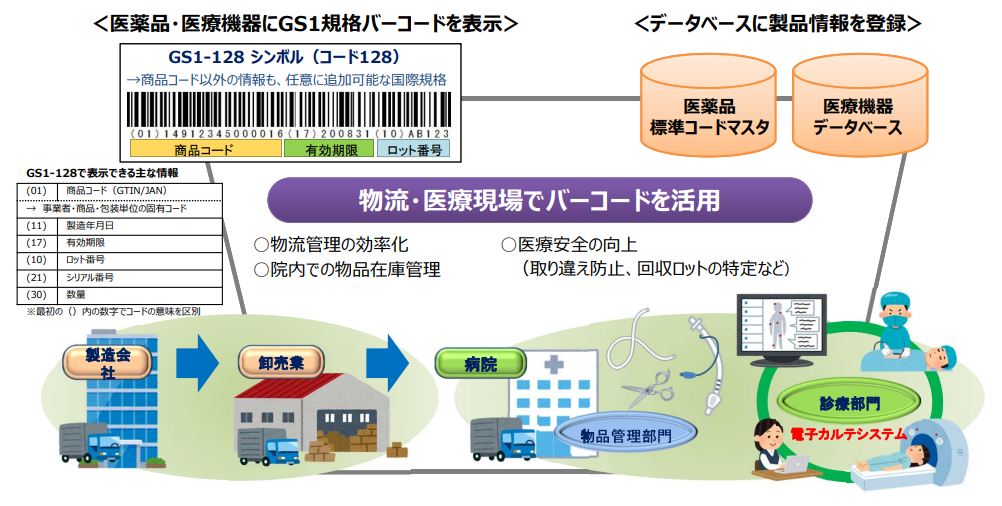 ＜医薬品・医療機器にGS1規格バーコードを表示＞
＜データベースに製品情報を登録＞
GS1-128 シンボル（コード128）
→商品コード以外の情報も、任意に追加可能な国際規格
(01)14912345000016(17)200831(10)AB123
商品コード
有効期限
ロット番号
医薬品
標準コードマスタ
医療機器
データベース
GS1-128で表示できる主な情報
(01) 商品コード（GTIN/JAN）
→ 事業者・商品・包装単位の固有コード
(11) 製造年月日
(17) 有効期限
(10) ロット番号
(21) シリアル番号
(30) 数量
※最初の（）内の数字でコードの意味を区別
物流・医療現場でバーコードを活用
○物流管理の効率化
○院内での物品在庫管理
○医療安全の向上
（取り違え防止、回収ロットの特定など）
製造会
社
卸売業
病院
物品管理部門
診療部門
電子カルテシステム